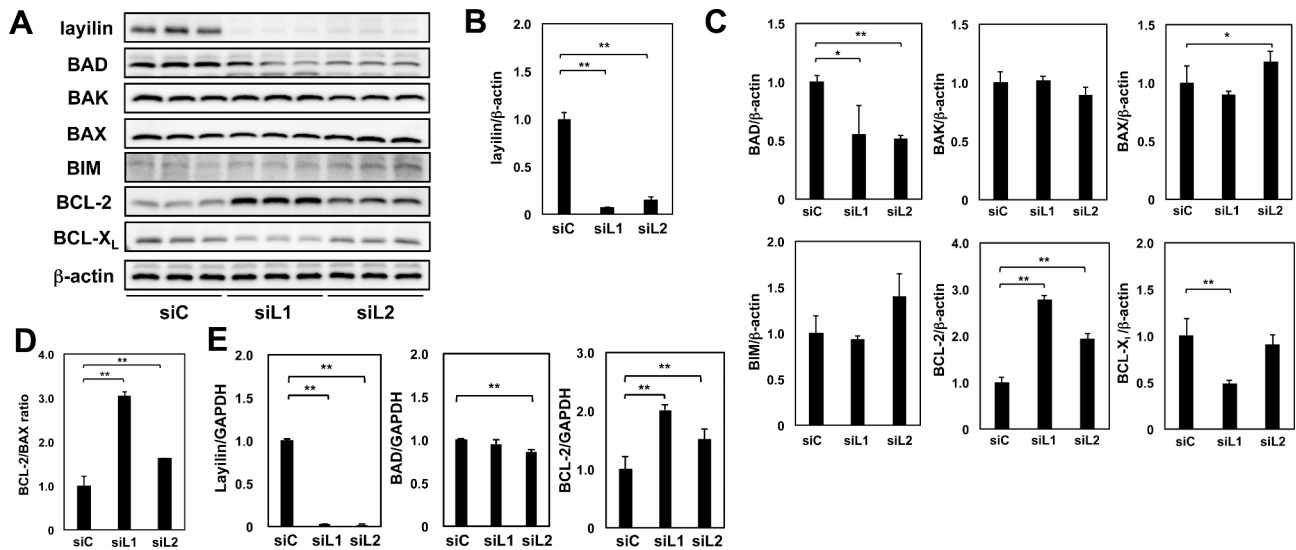 A
layilin
BAD
BAK
BAX
BIM
BCL-2
BCL-XL
β-actin
siC siL1 siL2
B
layilin/β-actin
2.0
1.5
1.0
0.5
0
**
**
siC siL1 siL2
C
BAD/β-actin
1.5
1.0
0.5
0
**
*
siC siL1 siL2
BAK/β-actin
1.5
1.0
0.5
0
siC siL1 siL2
BAX/β-actin
1.5
1.0
0.5
0
*
siC siL1 siL2
BIM/β-actin
2.0
1.5
1.0
0.5
0
siC siL1 siL2
BCL-2/β-actin
4.0
3.0
2.0
1.0
0
**
**
siC siL1 siL2
BCL-XL/β-actin
2.0
1.5
1.0
0.5
0
**
siC siL1 siL2
D
BCL-2/BAX ratio
4.0
3.0
2.0
1.0
0
**
**
siC siL1 siL2
E
Layilin/GAPDH
2.0
1.5
1.0
0.5
0
**
**
siC siL1 siL2
BAD/GAPDH
2.0
1.5
1.0
0.5
0
**
siC siL1 siL2
BCL-2/GAPDH
3.0
2.0
1.0
0.0
**
**
siC siL1 siL2